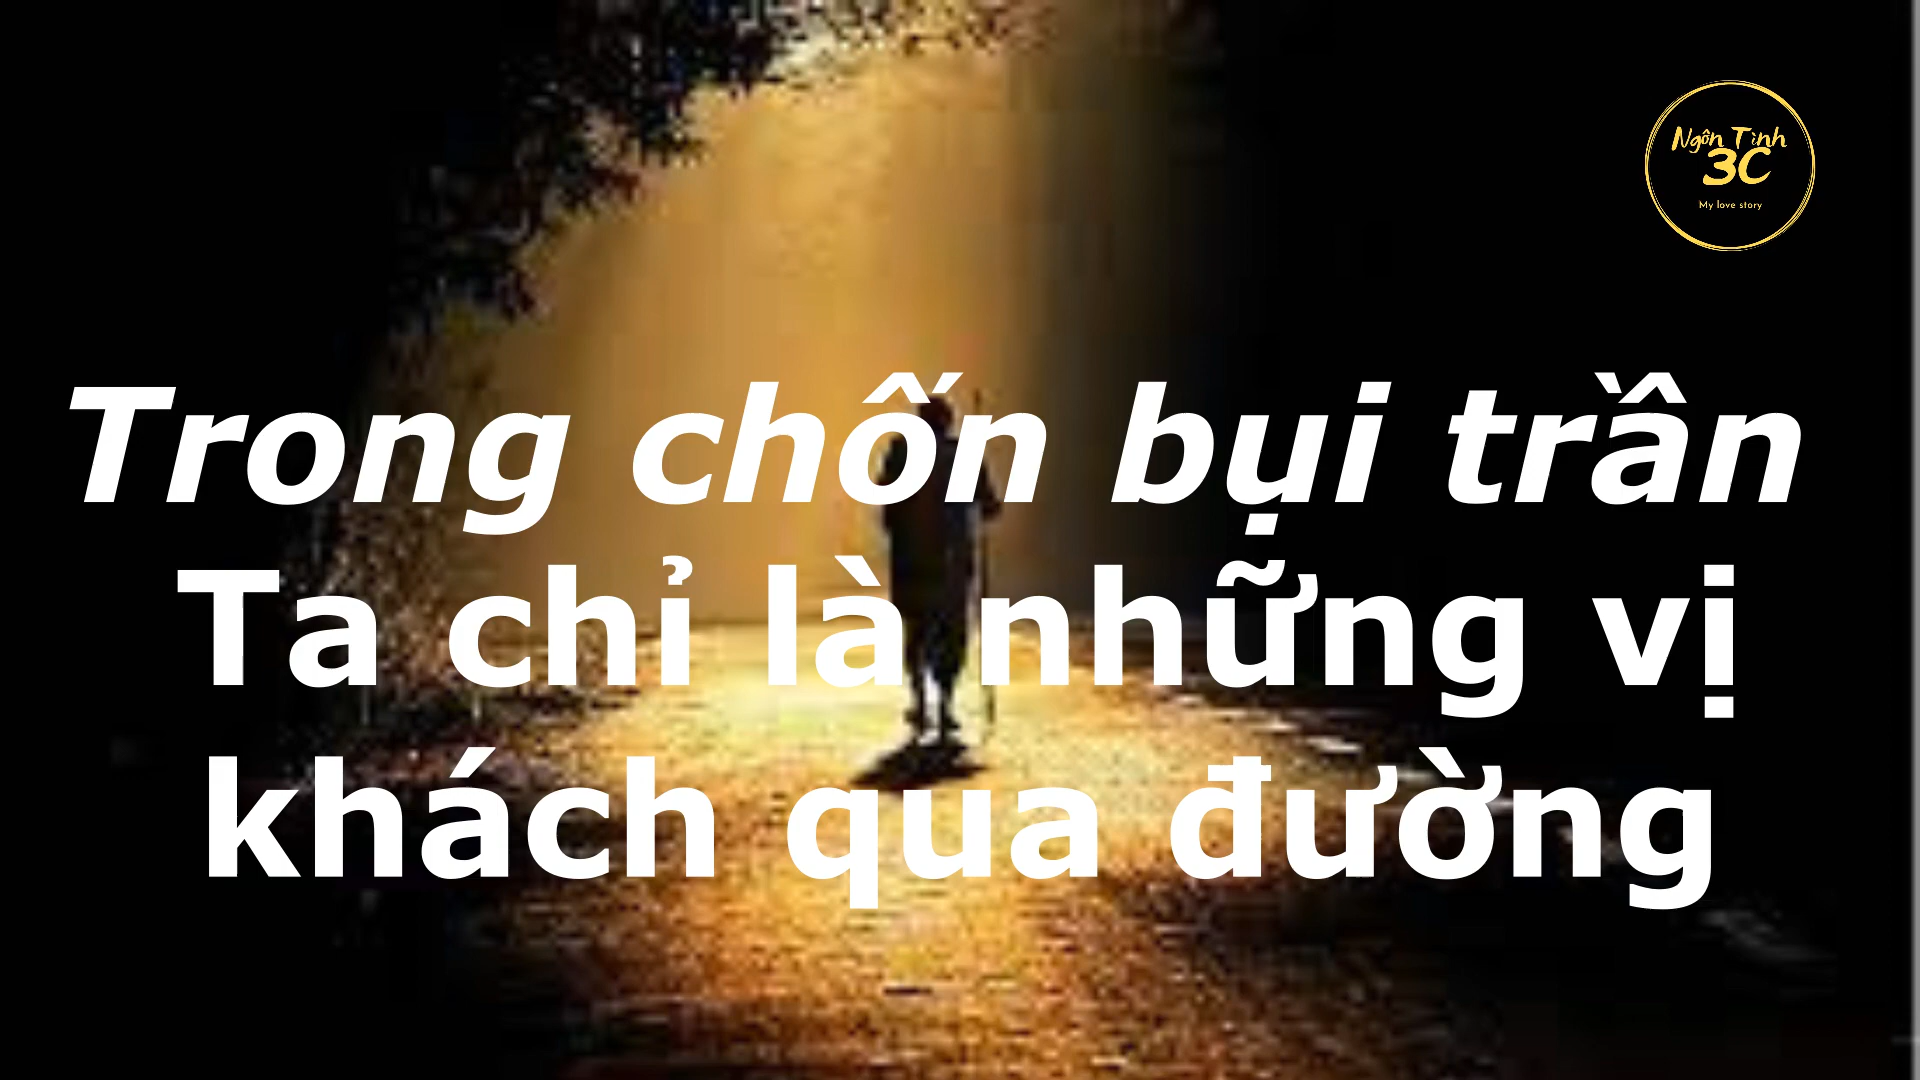 Ngôn Tình
3C
My love story
Trong chốn bụi trần
Ta chỉ là những vị
khách qua đường